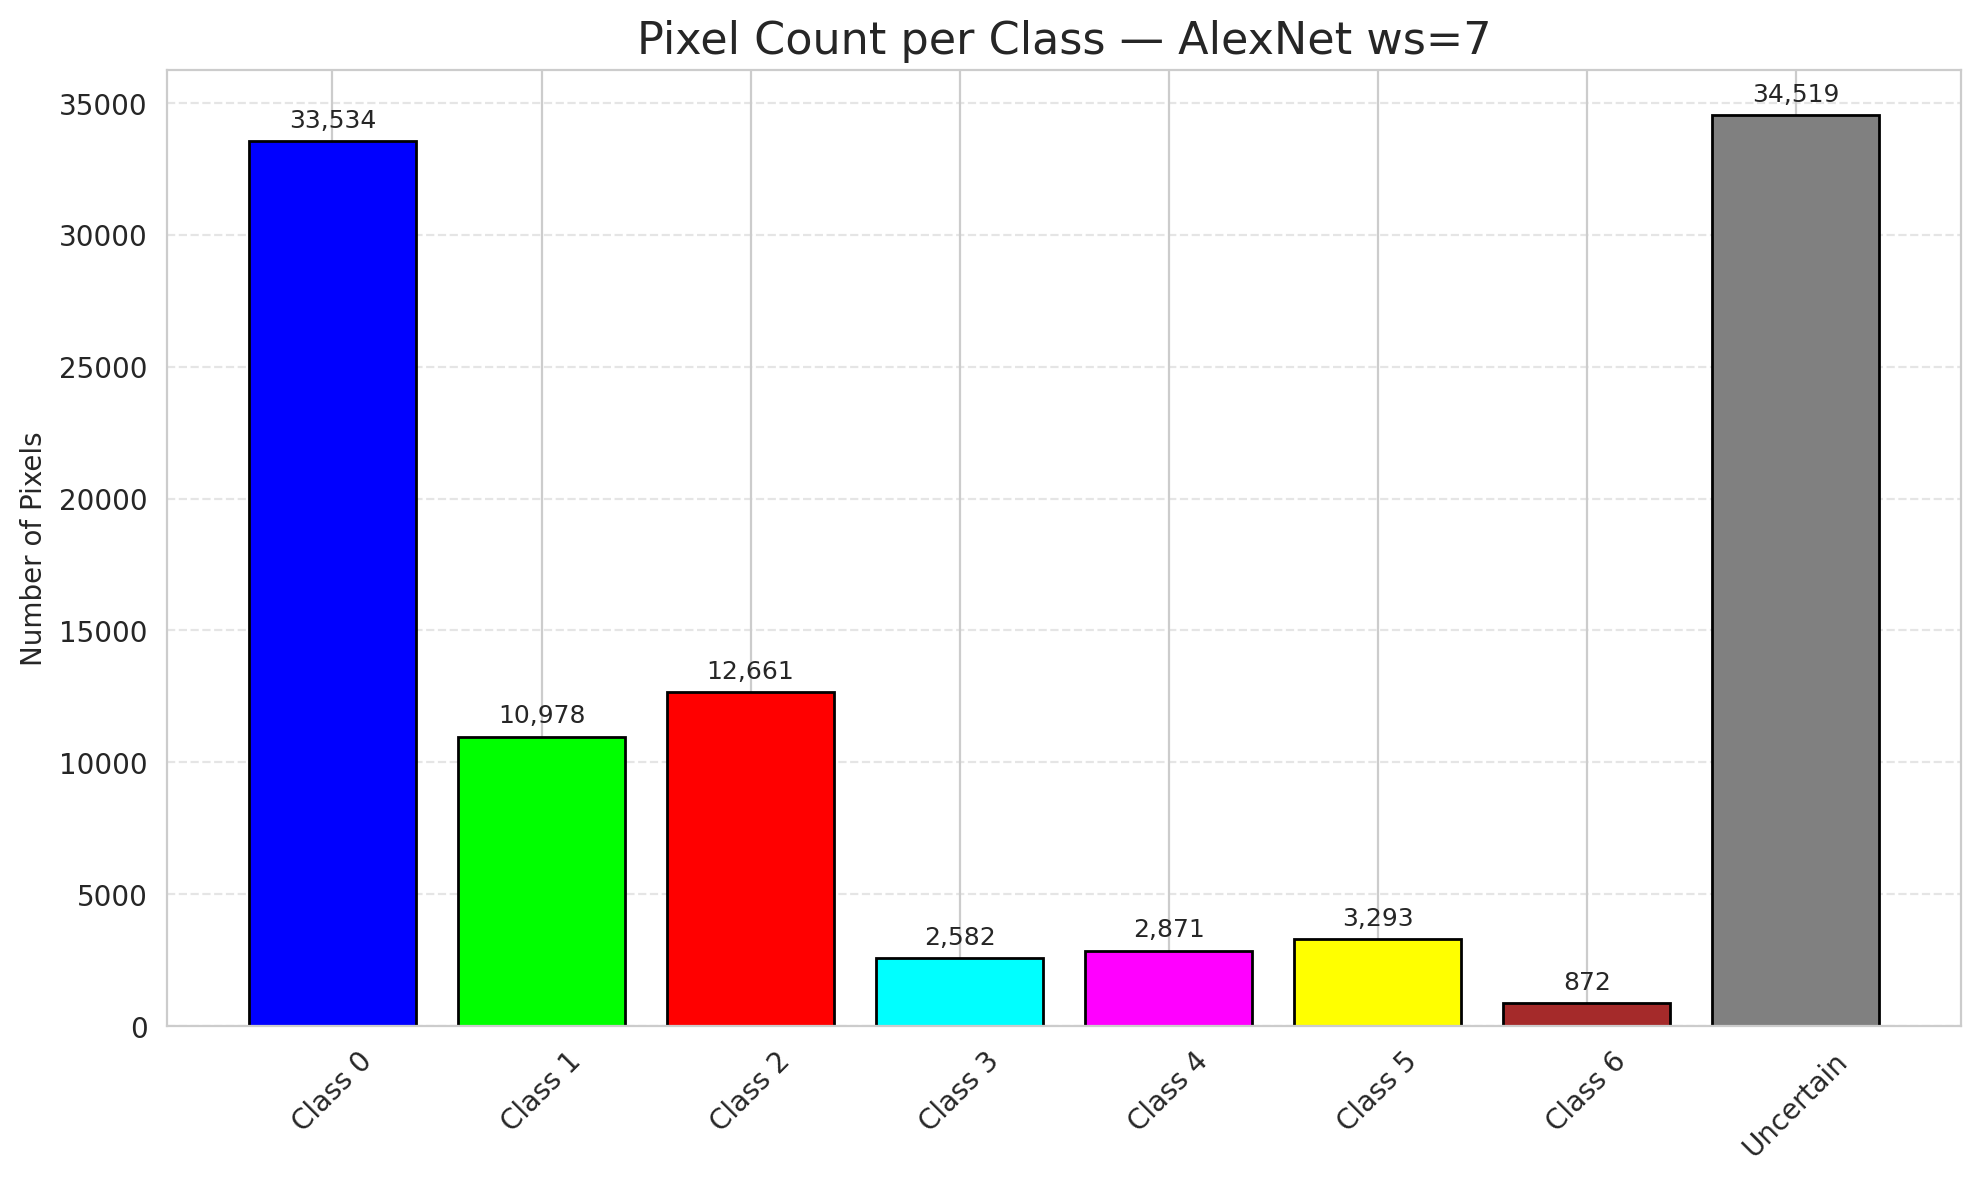 Pixel Count per Class — AlexNet ws=7
Number of Pixels
35000
30000
25000
20000
15000
10000
5000
0
33,534
10,978
12,661
2,582
2,871
3,293
872
34,519
Class 0
Class 1
Class 2
Class 3
Class 4
Class 5
Class 6
Uncertain